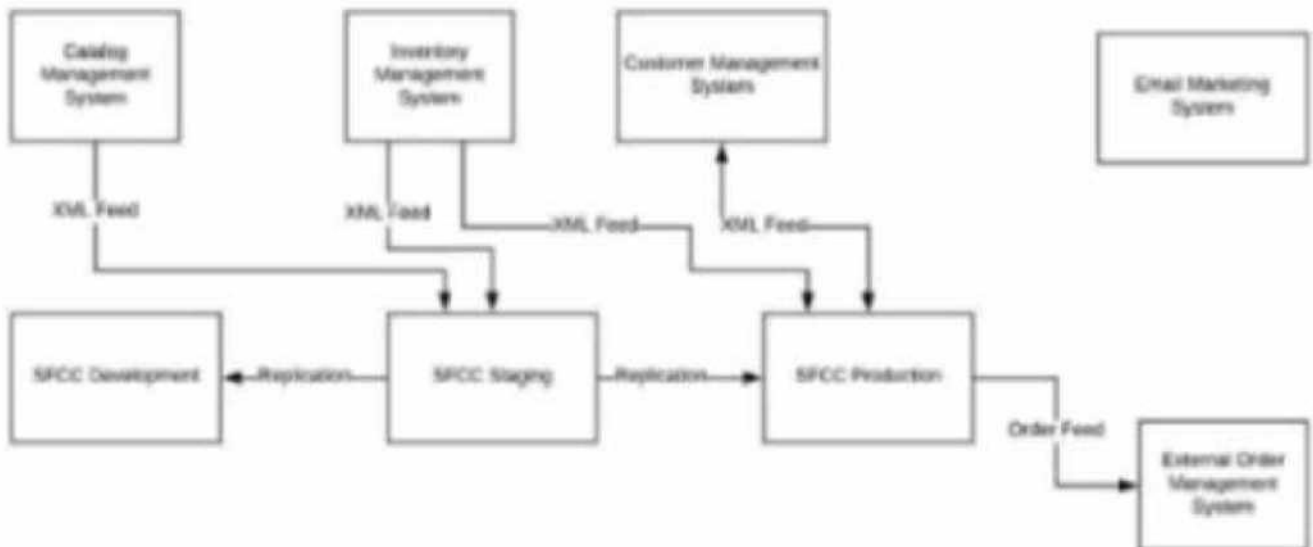 Catalog
Management
System
Inventory
Management
System
Customer Management
System
Email Marketing
System
XML Feed
XML Feed
XML Feed
XML Feed
SFCC Development
Replication
SFCC Staging
Replication
SFCC Production
Order Feed
External Order
Management
System